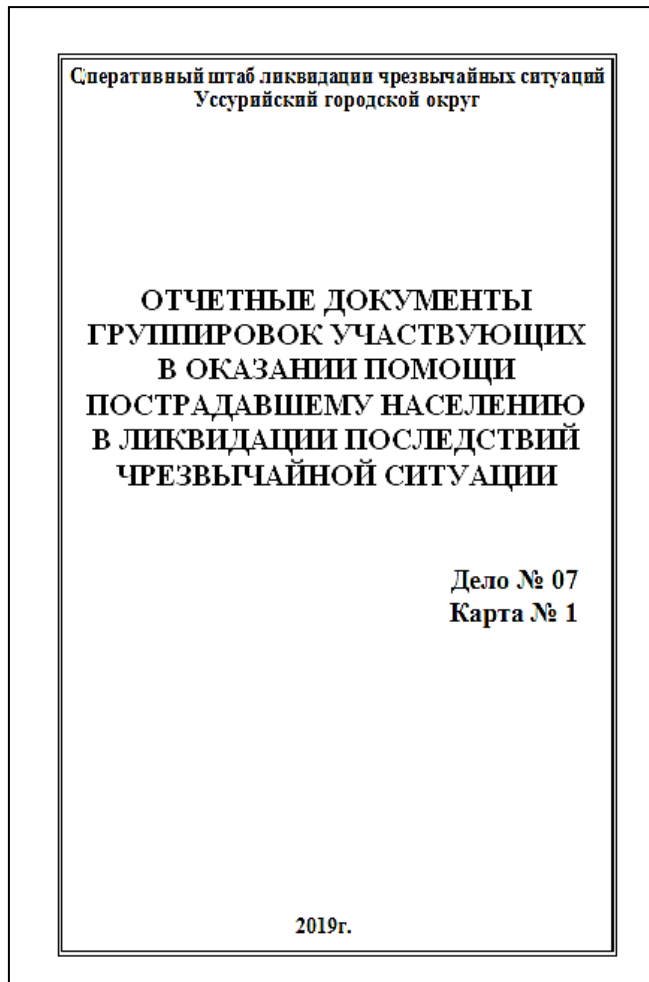 Оперативный штаб ликвидации чрезвычайных ситуаций
Уссурийский городской округ
ОТЧЕТНЫЕ ДОКУМЕНТЫ
ГРУППИРОВОК УЧАСТВУЮЩИХ
В ОКАЗАНИИ ПОМОЩИ
ПОСТРАДАВШЕМУ НАСЕЛЕНИЮ
В ЛИКВИДАЦИИ ПОСЛЕДСТВИЙ
ЧРЕЗВЫЧАЙНОЙ СИТУАЦИИ
Дело № 07
Карта № 1
2019г.